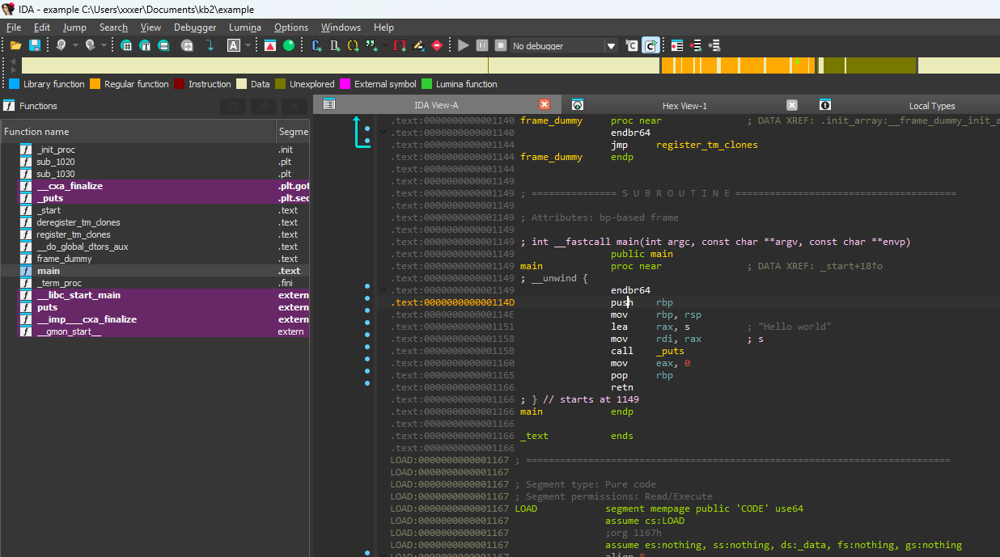 IDA - example C:\Users\xxxer\Documents\kb2\example
File Edit Jump Search View Debugger Lumina Options Windows Help
No debugger
Library function Regular function Instruction Data Unexplored External symbol Lumina function
Functions
IDA View-A Hex View-1 Local Types
Function name Segme
_init_proc .init
sub_1020 .plt
sub_1030 .plt
__cxa_finalize .plt.got
_puts .plt.sec
_start .text
deregister_tm_clones .text
register_tm_clones .text
__do_global_dtors_aux .text
frame_dummy .text
main .text
_term_proc .fini
__libc_start_main extern
puts extern
__imp___cxa_finalize extern
__gmon_start__ extern
.text:0000000000001140 frame_dummy proc near ; DATA XREF: .init_array:__frame_dummy_init_a
.text:0000000000001140 endbr64
.text:0000000000001144 jmp register_tm_clones
.text:0000000000001144 frame_dummy endp
.text:0000000000001144
.text:0000000000001149
.text:0000000000001149 ; =============== S U B R O U T I N E =======================================
.text:0000000000001149
.text:0000000000001149 ; Attributes: bp-based frame
.text:0000000000001149
.text:0000000000001149 ; int __fastcall main(int argc, const char **argv, const char **envp)
.text:0000000000001149 public main
.text:0000000000001149 main proc near ; DATA XREF: _start+18↑o
.text:0000000000001149 ; __unwind {
.text:0000000000001149 endbr64
.text:000000000000114D push rbp
.text:000000000000114E mov rbp, rsp
.text:0000000000001151 lea rax, s ; "Hello world"
.text:0000000000001158 mov rdi, rax ; s
.text:000000000000115B call _puts
.text:0000000000001160 mov eax, 0
.text:0000000000001165 pop rbp
.text:0000000000001166 retn
.text:0000000000001166 ; } // starts at 1149
.text:0000000000001166 main endp
.text:0000000000001166
.text:0000000000001166 _text ends
.text:0000000000001166
LOAD:0000000000001167 ; ===========================================================================
LOAD:0000000000001167
LOAD:0000000000001167 ; Segment type: Pure code
LOAD:0000000000001167 ; Segment permissions: Read/Execute
LOAD:0000000000001167 LOAD segment mempage public 'CODE' use64
LOAD:0000000000001167 assume cs:LOAD
LOAD:0000000000001167 ;org 1167h
LOAD:0000000000001167 assume es:nothing, ss:nothing, ds:_data, fs:nothing, gs:nothing
LOAD:0000000000001167 align 8